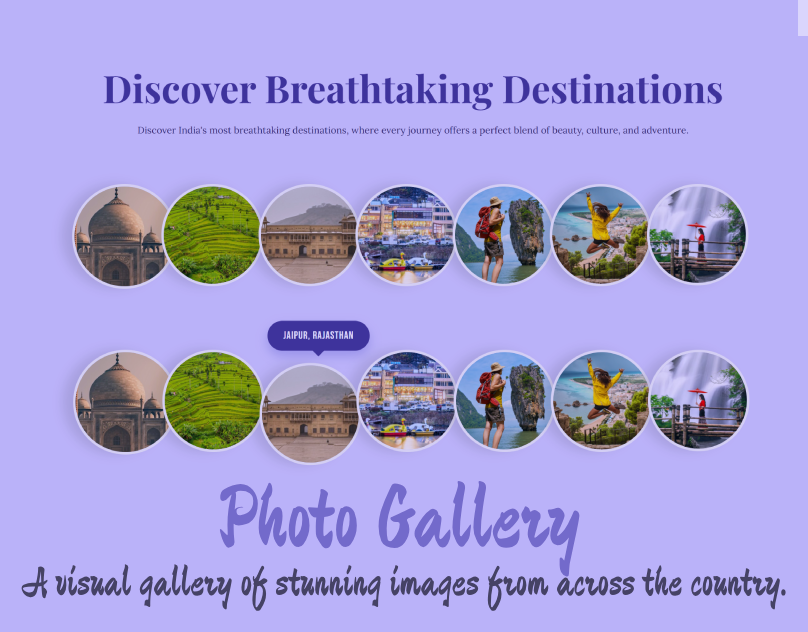 Discover Breathtaking Destinations
Discover India's most breathtaking destinations, where every journey offers a perfect blend of beauty, culture, and adventure.
JAIPUR, RAJASTHAN
Photo Gallery
A visual gallery of stunning images from across the country.